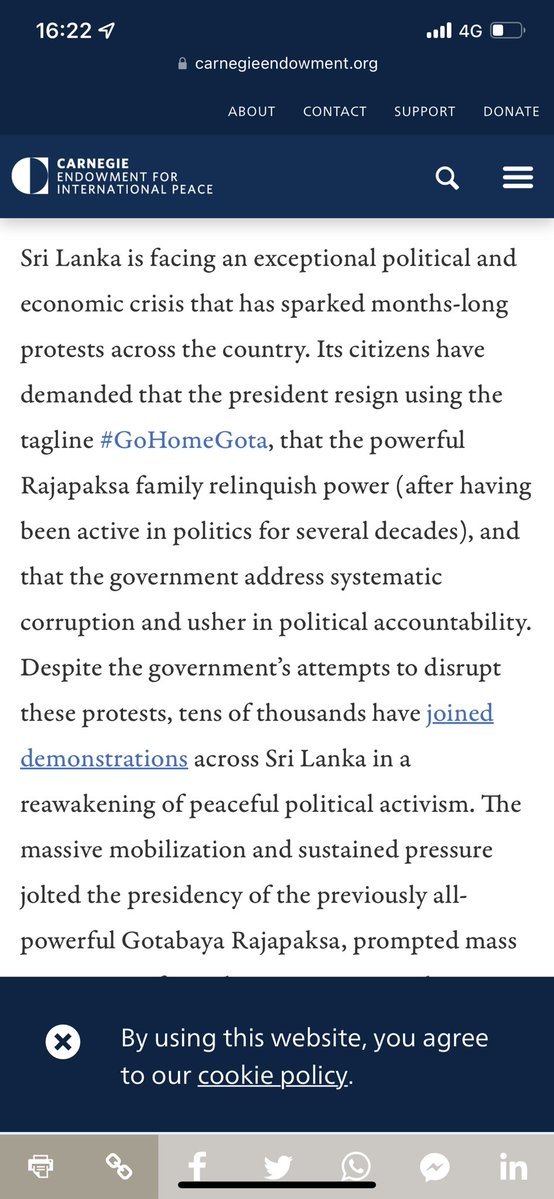 16:22
4G
carnegieendowment.org
ABOUT CONTACT SUPPORT DONATE
CARNEGIE
ENDOWMENT FOR
INTERNATIONAL PEACE
Sri Lanka is facing an exceptional political and
economic crisis that has sparked months-long
protests across the country. Its citizens have
demanded that the president resign using the
tagline #GoHomeGota, that the powerful
Rajapaksa family relinquish power (after having
been active in politics for several decades), and
that the government address systematic
corruption and usher in political accountability.
Despite the government’s attempts to disrupt
these protests, tens of thousands have joined
demonstrations across Sri Lanka in a
reawakening of peaceful political activism. The
massive mobilization and sustained pressure
jolted the presidency of the previously all-
powerful Gotabaya Rajapaksa, prompted mass
By using this website, you agree
to our cookie policy.